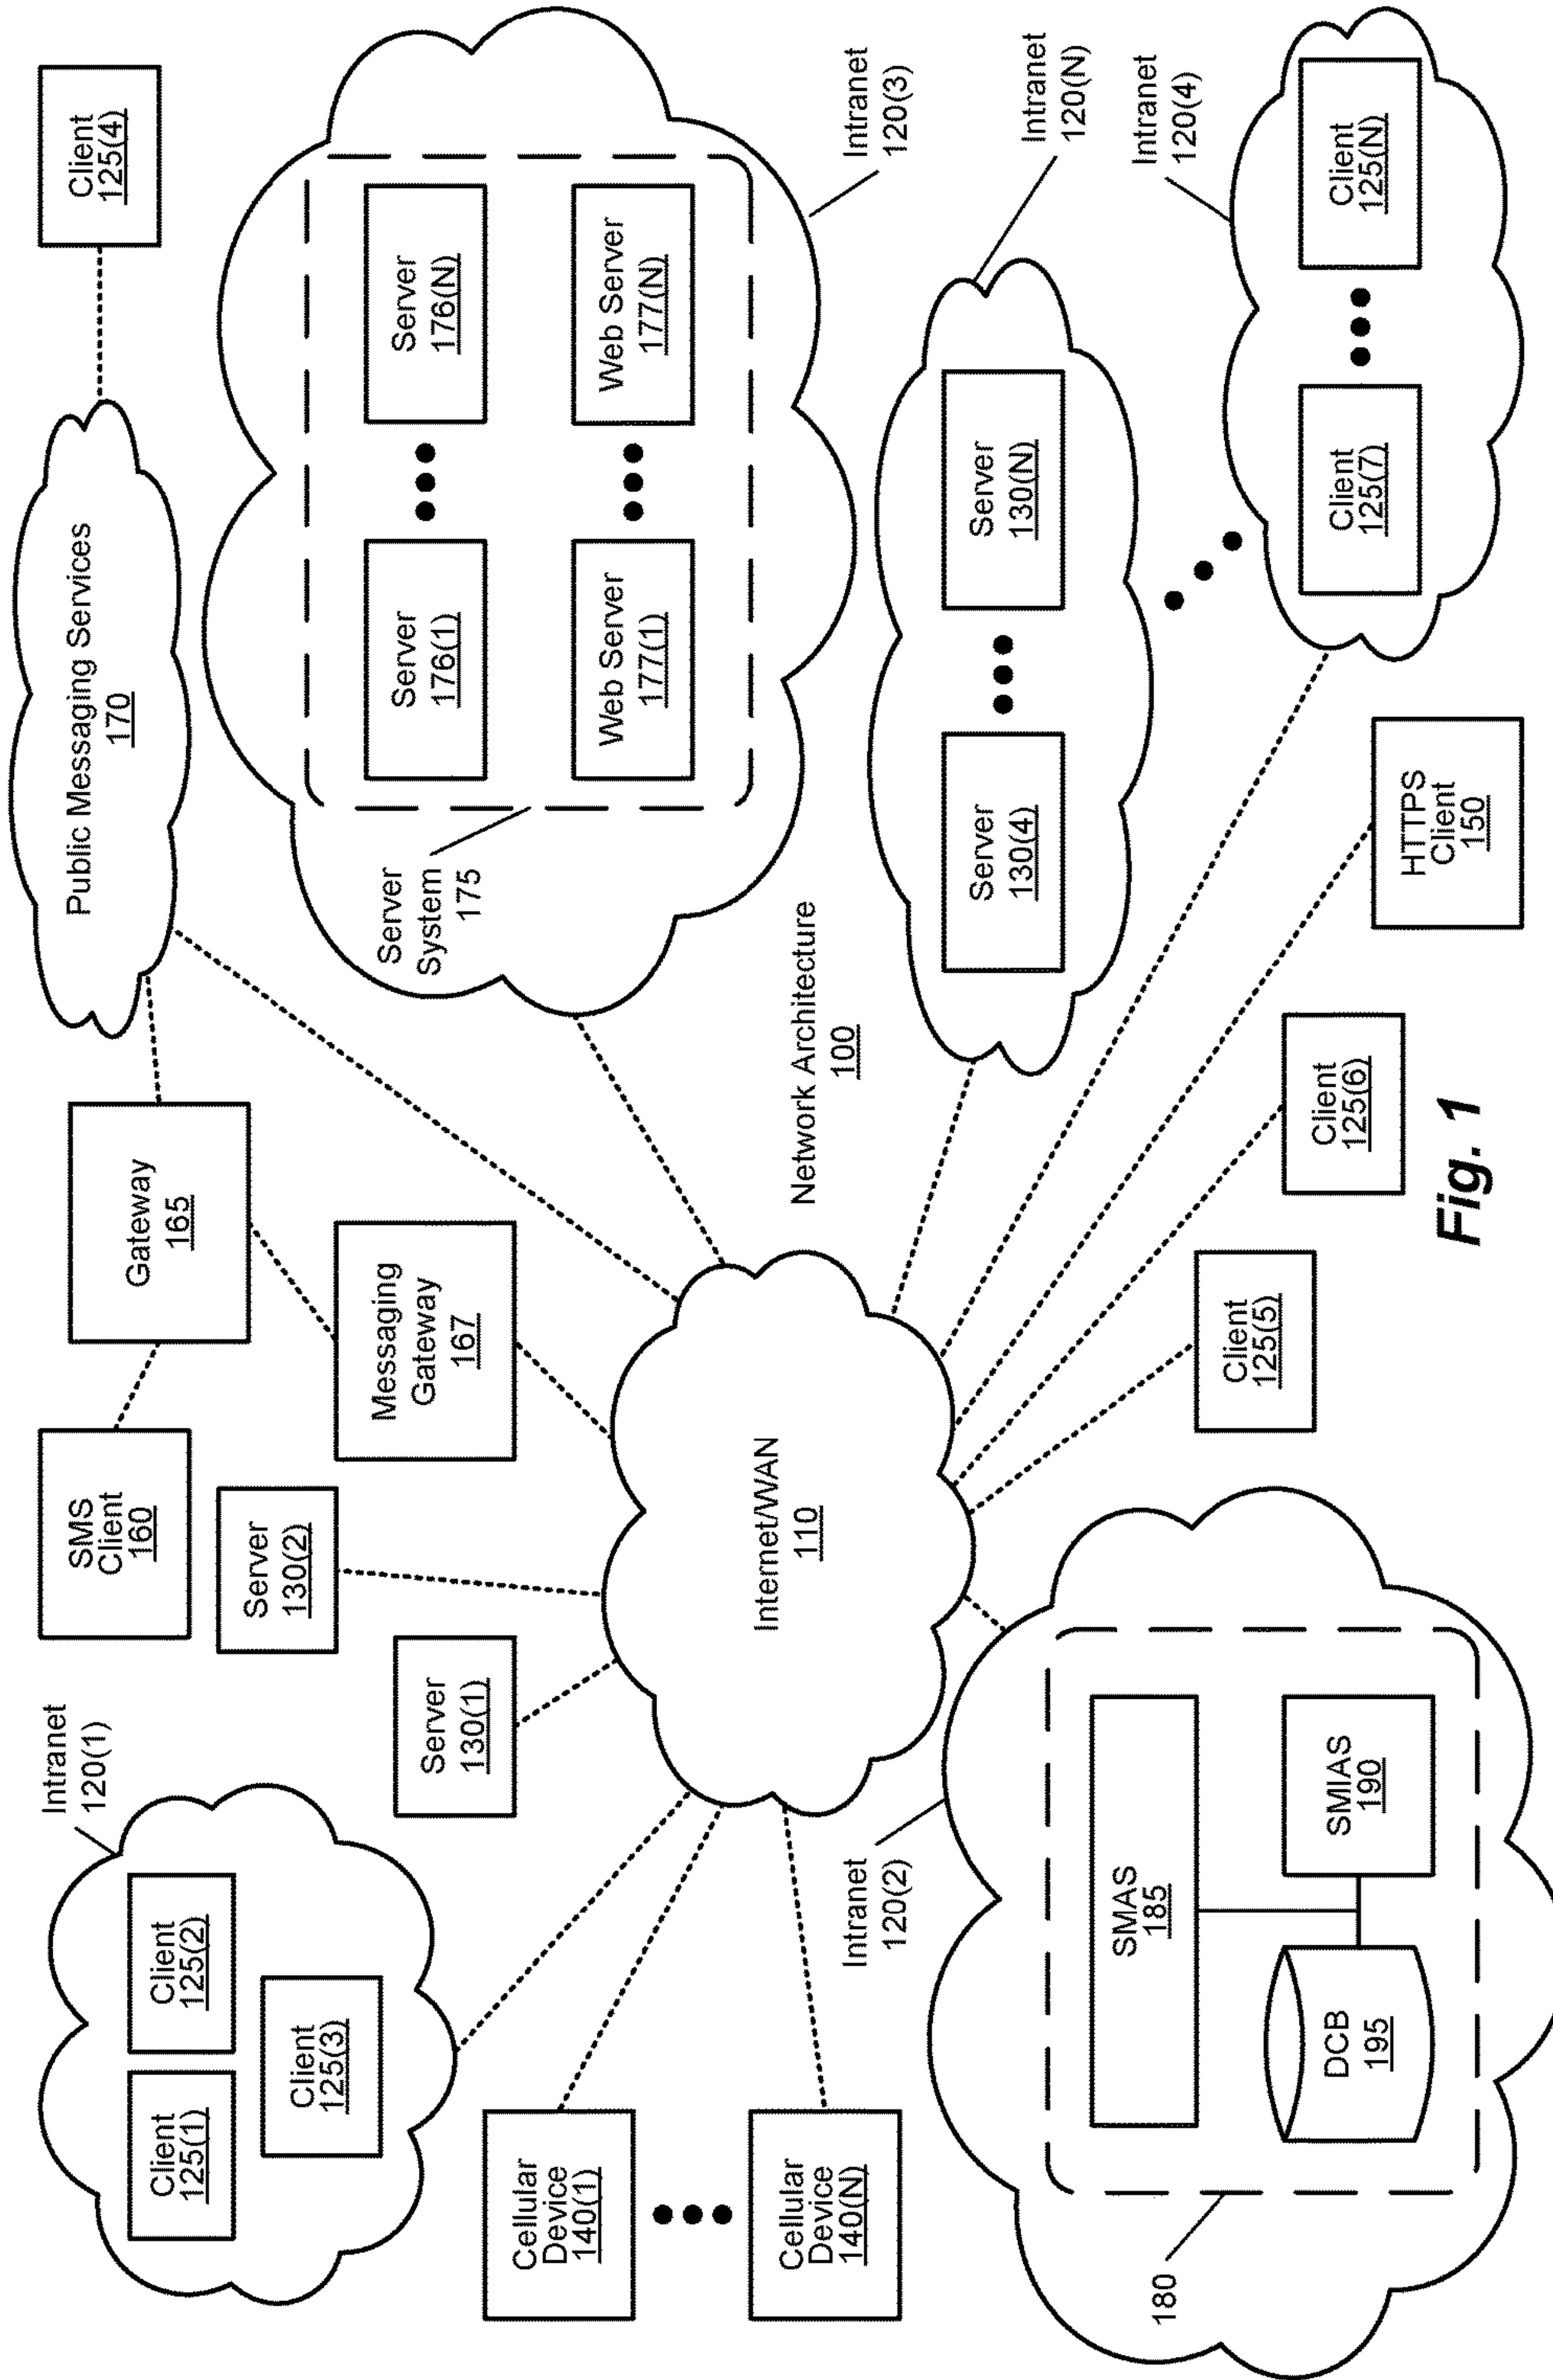 Intranet
120(1)
Client
125(1)
Client
125(2)
Client
125(3)
SMS
Client
160
Gateway
165
Public Messaging Services
170
Client
125(4)
Server
130(2)
Server
130(1)
Messaging
Gateway
167
Server
System
175
Server
176(1)
Server
176(N)
Web Server
177(1)
Web Server
177(N)
Intranet
120(3)
Cellular
Device
140(1)
Cellular
Device
140(N)
Internet/WAN
110
Network Architecture
100
Server
130(4)
Server
130(N)
Intranet
120(N)
Intranet
120(2)
Intranet
120(4)
180
SMAS
185
DCB
195
SMIAS
190
Client
125(5)
Client
125(6)
HTTPS
Client
150
Client
125(7)
Client
125(N)
Fig. 1